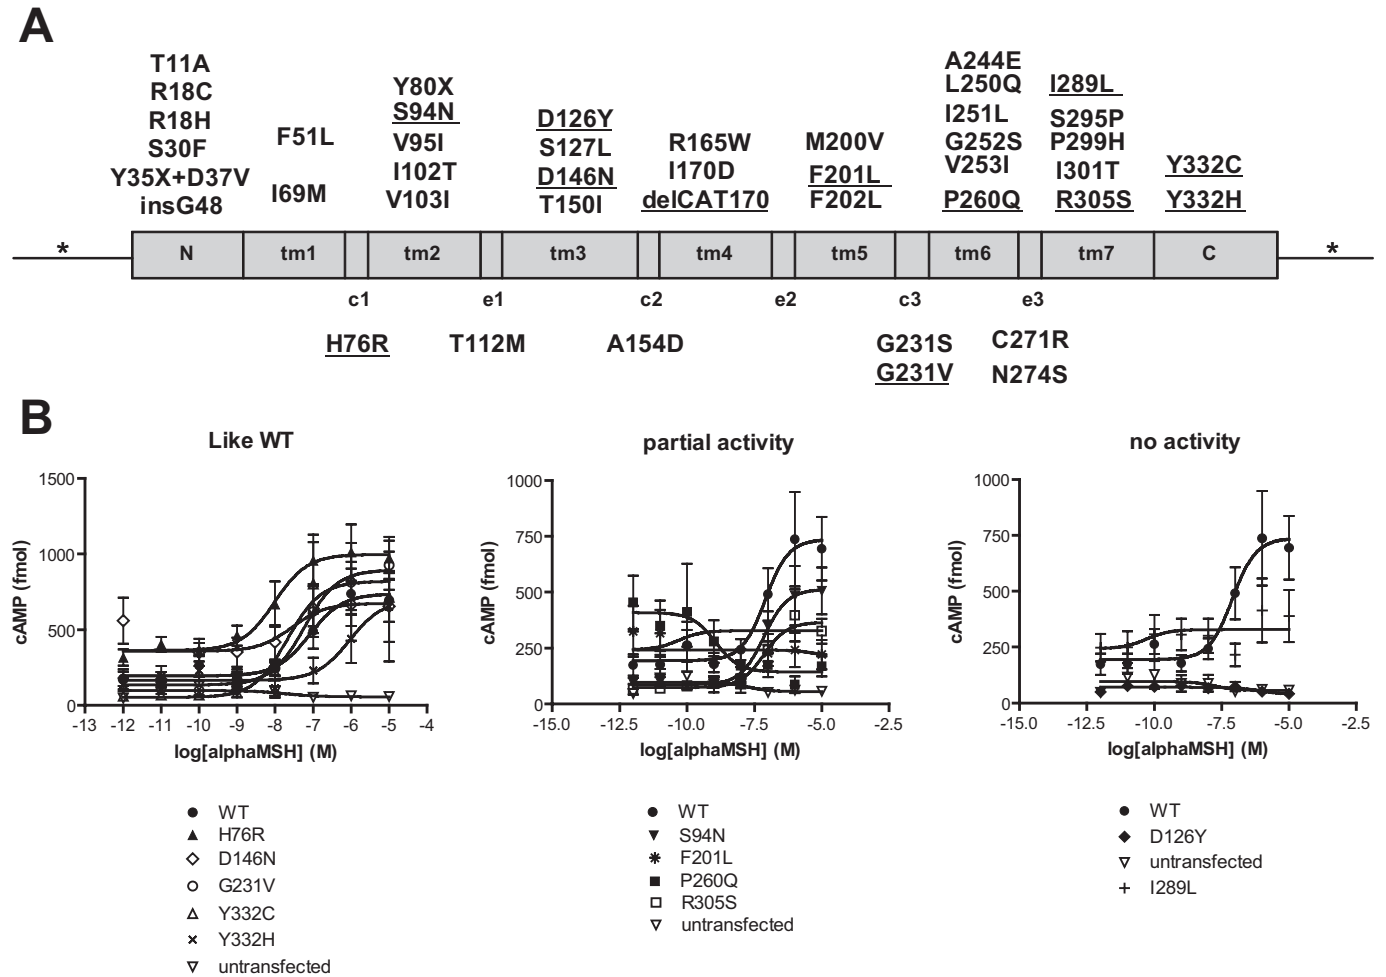 A
T11A
R18C
R18H
S30F
Y35X+D37V
insG48
F51L
I69M
Y80X
S94N
V95I
I102T
V103I
D126Y
S127L
D146N
T150I
R165W
I170D
delCAT170
M200V
F201L
F202L
A244E
L250Q
I251L
G252S
V253I
P260Q
I289L
S295P
P299H
I301T
R305S
Y332C
Y332H
* N tm1 tm2 tm3 tm4 tm5 tm6 tm7 C *
c1 e1 c2 e2 c3 e3
H76R
T112M
A154D
G231S
G231V
C271R
N274S
B
Like WT
cAMP (fmol)
1500
1000
500
0
-13 -12 -11 -10 -9 -8 -7 -6 -5 -4
log[alphaMSH] (M)
WT
H76R
D146N
G231V
Y332C
Y332H
untransfected
partial activity
cAMP (fmol)
1000
750
500
250
0
-15.0 -12.5 -10.0 -7.5 -5.0 -2.5
log[alphaMSH] (M)
WT
S94N
F201L
P260Q
R305S
untransfected
no activity
cAMP (fmol)
1000
750
500
250
0
-15.0 -12.5 -10.0 -7.5 -5.0 -2.5
log[alphaMSH] (M)
WT
D126Y
untransfected
I289L